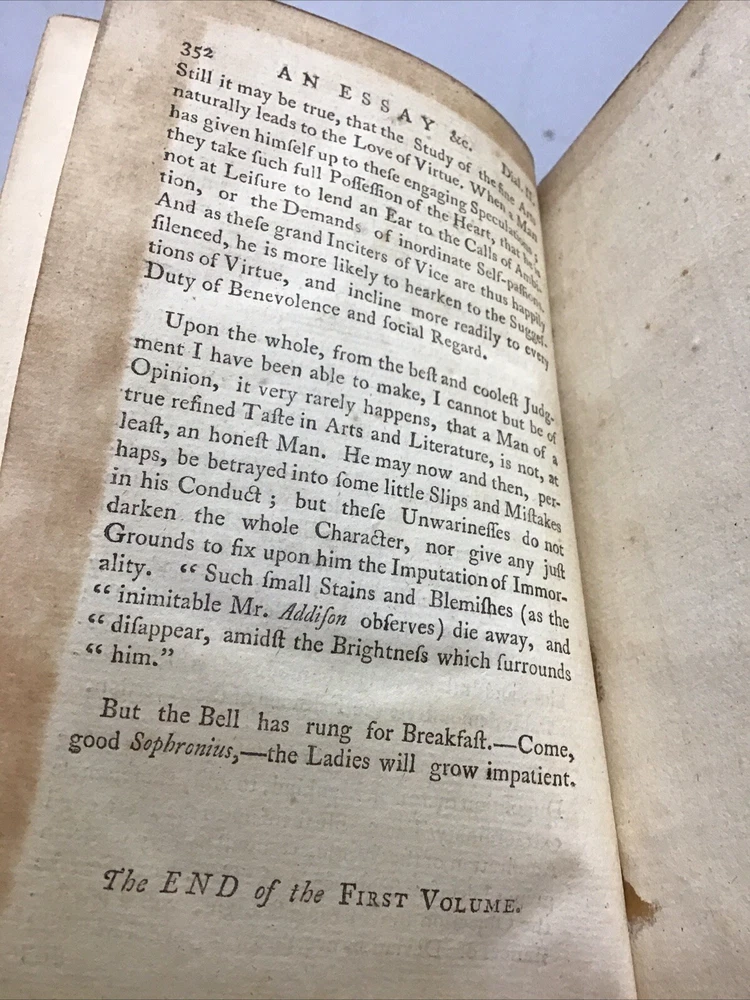 352 AN ESSAY &c. Dial.
Still it may be true, that the Study of the fine Arts
naturally leads to the Love of Virtue. When a Man
has given himſelf up to theſe engaging Speculations;
they take ſuch full Poſſeſſion of the Heart, that he is
not at Leiſure to lend an Ear to the Calls of Ambi-
tion, or the Demands of inordinate Self-paſſions.
And as theſe grand Inciters of Vice are thus happily
ſilenced, he is more likely to hearken to the Suggeſ-
tions of Virtue, and incline more readily to every
Duty of Benevolence and ſocial Regard.
Upon the whole, from the beſt and cooleſt Judg-
ment I have been able to make, I cannot but be of
Opinion, it very rarely happens, that a Man of a
true refined Taſte in Arts and Literature, is not, at
leaſt, an honeſt Man. He may now and then, per-
haps, be betrayed into ſome little Slips and Miſtakes
in his Conduct; but theſe Unwarineſſes do not
darken the whole Character, nor give any juſt
Grounds to fix upon him the Imputation of Immor-
ality. “ Such ſmall Stains and Blemiſhes (as the
“ inimitable Mr. Addiſon obſerves) die away, and
“ diſappear, amidſt the Brightneſs which ſurrounds
“ him.”
But the Bell has rung for Breakfaſt.—Come,
good Sophronius,—the Ladies will grow impatient.
The END of the FIRST VOLUME.